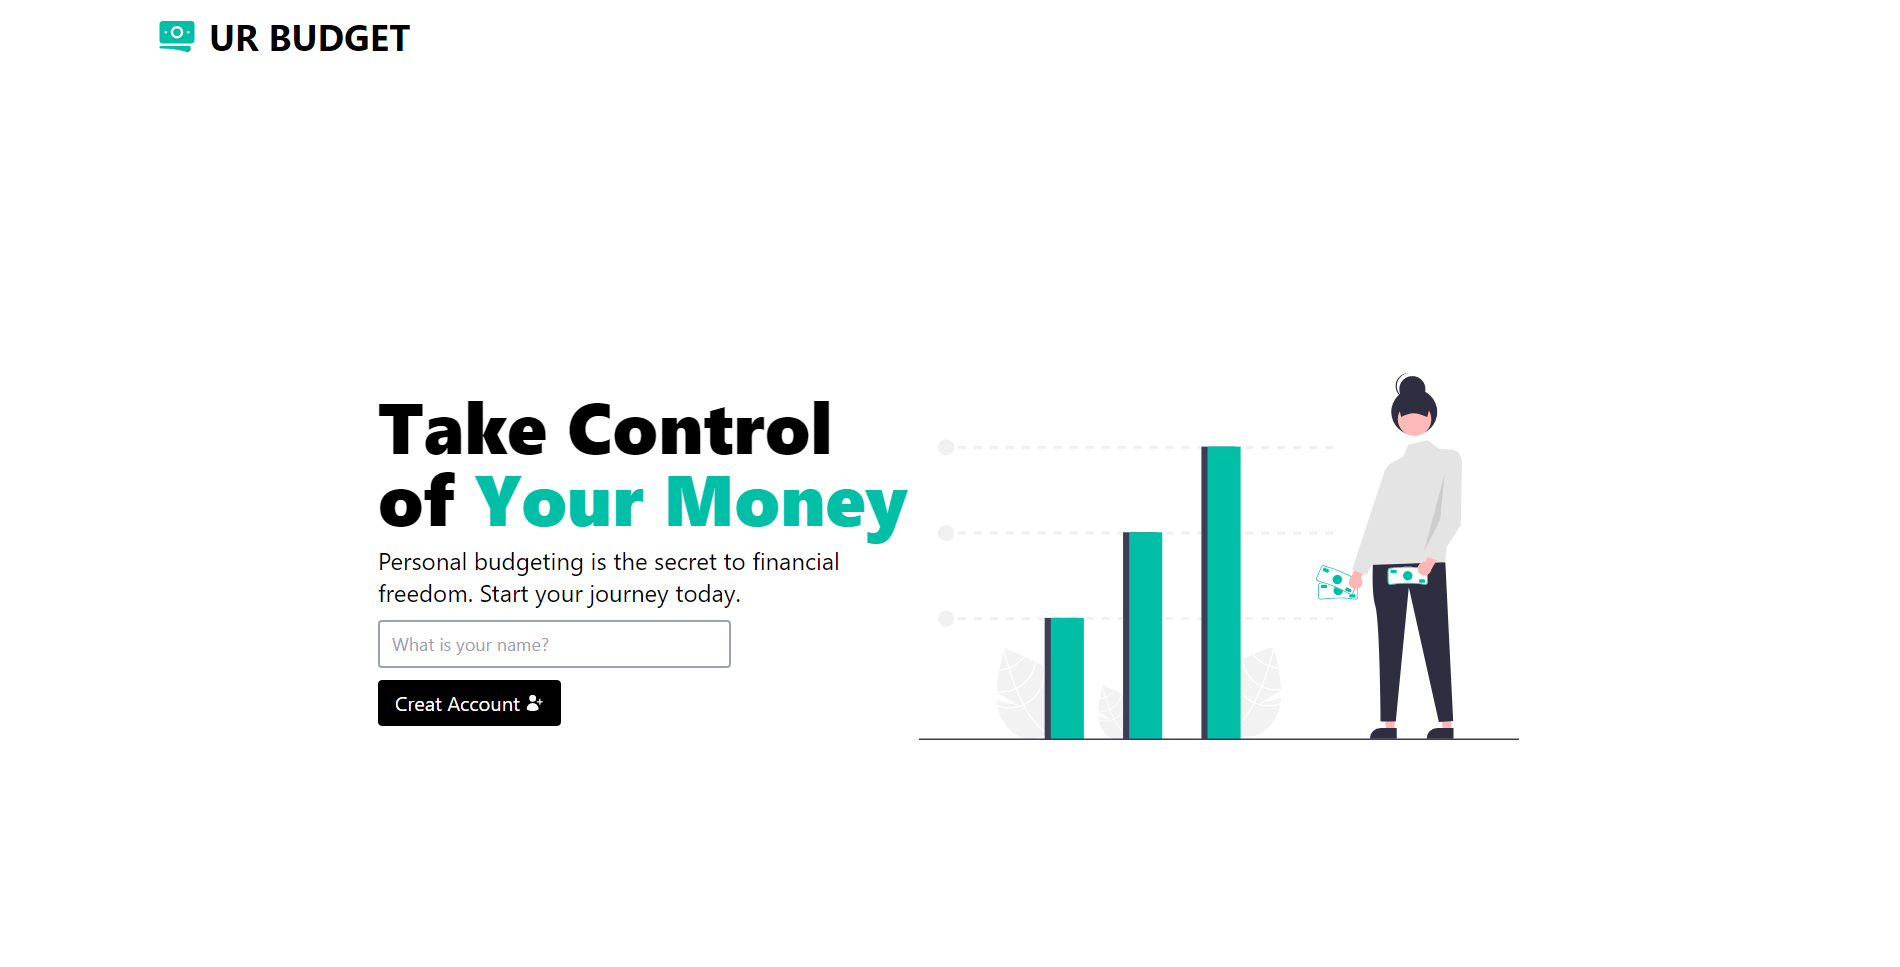 UR BUDGET
Take Control
of Your Money
Personal budgeting is the secret to financial
freedom. Start your journey today.
What is your name?
Creat Account